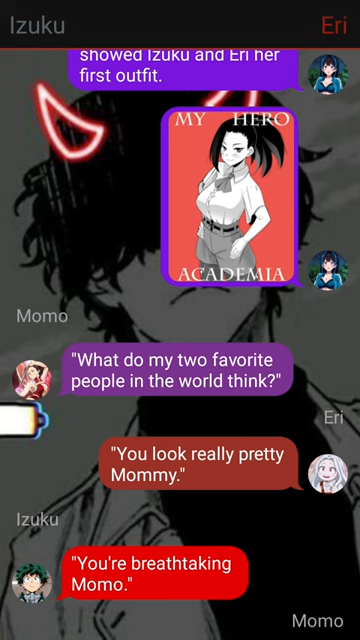 Izuku
Eri
showed Izuku and Eri her
first outfit.
MY HERO
ACADEMIA
Momo
"What do my two favorite
people in the world think?"
Eri
"You look really pretty
Mommy."
Izuku
"You're breathtaking
Momo."
Momo